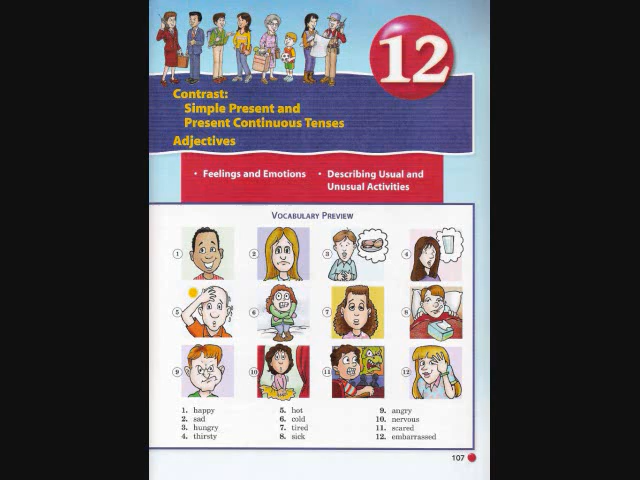 12
Contrast:
Simple Present and
Present Continuous Tenses
Adjectives
• Feelings and Emotions
• Describing Usual and
Unusual Activities
VOCABULARY PREVIEW
1
2
3
4
5
6
7
8
9
10
11
12
1. happy
2. sad
3. hungry
4. thirsty
5. hot
6. cold
7. tired
8. sick
9. angry
10. nervous
11. scared
12. embarrassed
107